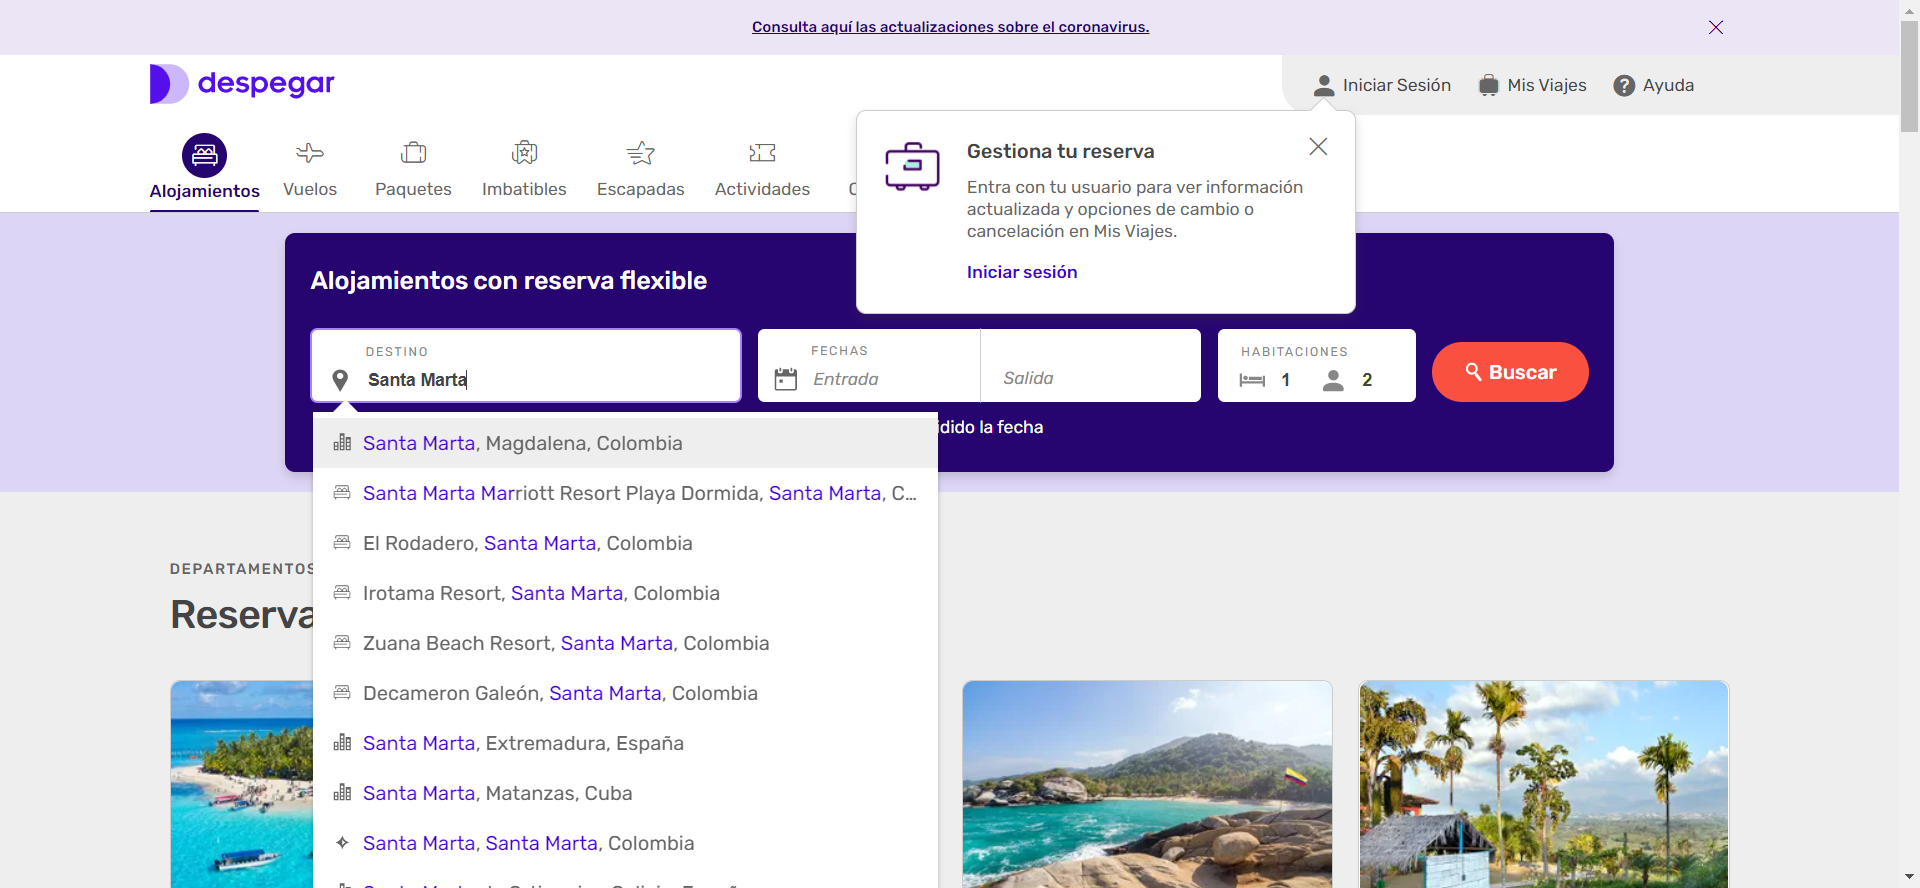 Consulta aquí las actualizaciones sobre el coronavirus.
despegar
Iniciar Sesión
Mis Viajes
Ayuda
Alojamientos
Vuelos
Paquetes
Imbatibles
Escapadas
Actividades
Gestiona tu reserva
Entra con tu usuario para ver información
actualizada y opciones de cambio o
cancelación en Mis Viajes.
Iniciar sesión
Alojamientos con reserva flexible
DESTINO
Santa Marta
FECHAS
Entrada
Salida
HABITACIONES
1
2
Buscar
la fecha
Santa Marta, Magdalena, Colombia
Santa Marta Marriott Resort Playa Dormida, Santa Marta, C...
El Rodadero, Santa Marta, Colombia
Irotama Resort, Santa Marta, Colombia
Zuana Beach Resort, Santa Marta, Colombia
Decameron Galeón, Santa Marta, Colombia
Santa Marta, Extremadura, España
Santa Marta, Matanzas, Cuba
Santa Marta, Santa Marta, Colombia
DEPARTAMENTOS
Reserva